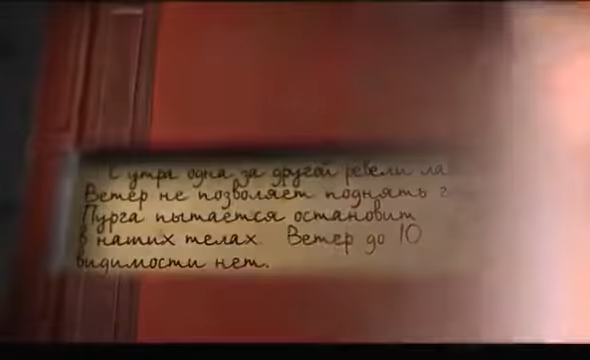 С утра одна за другой ревели ла
Ветер не позволяет поднять г
Пурга пытается остановит
в наших телах. Ветер до 10
видимости нет.